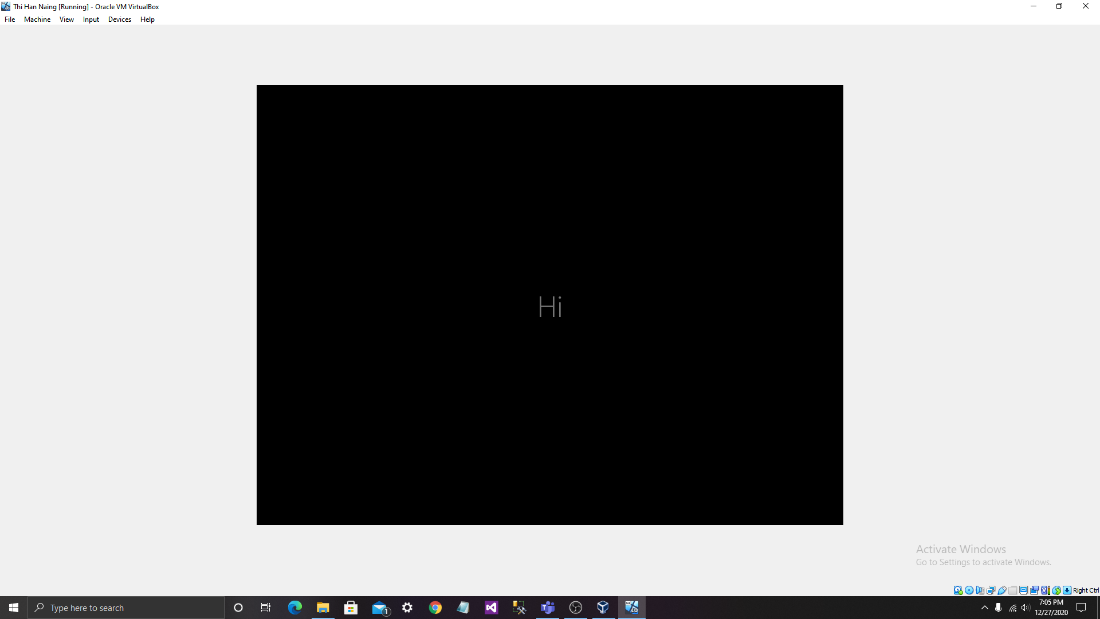 Thi Han Naing [Running] - Oracle VM VirtualBox
File Machine View Input Devices Help
Hi
Activate Windows
Go to Settings to activate Windows.
Right Ctrl
Type here to search
1
7:05 PM
12/27/2020